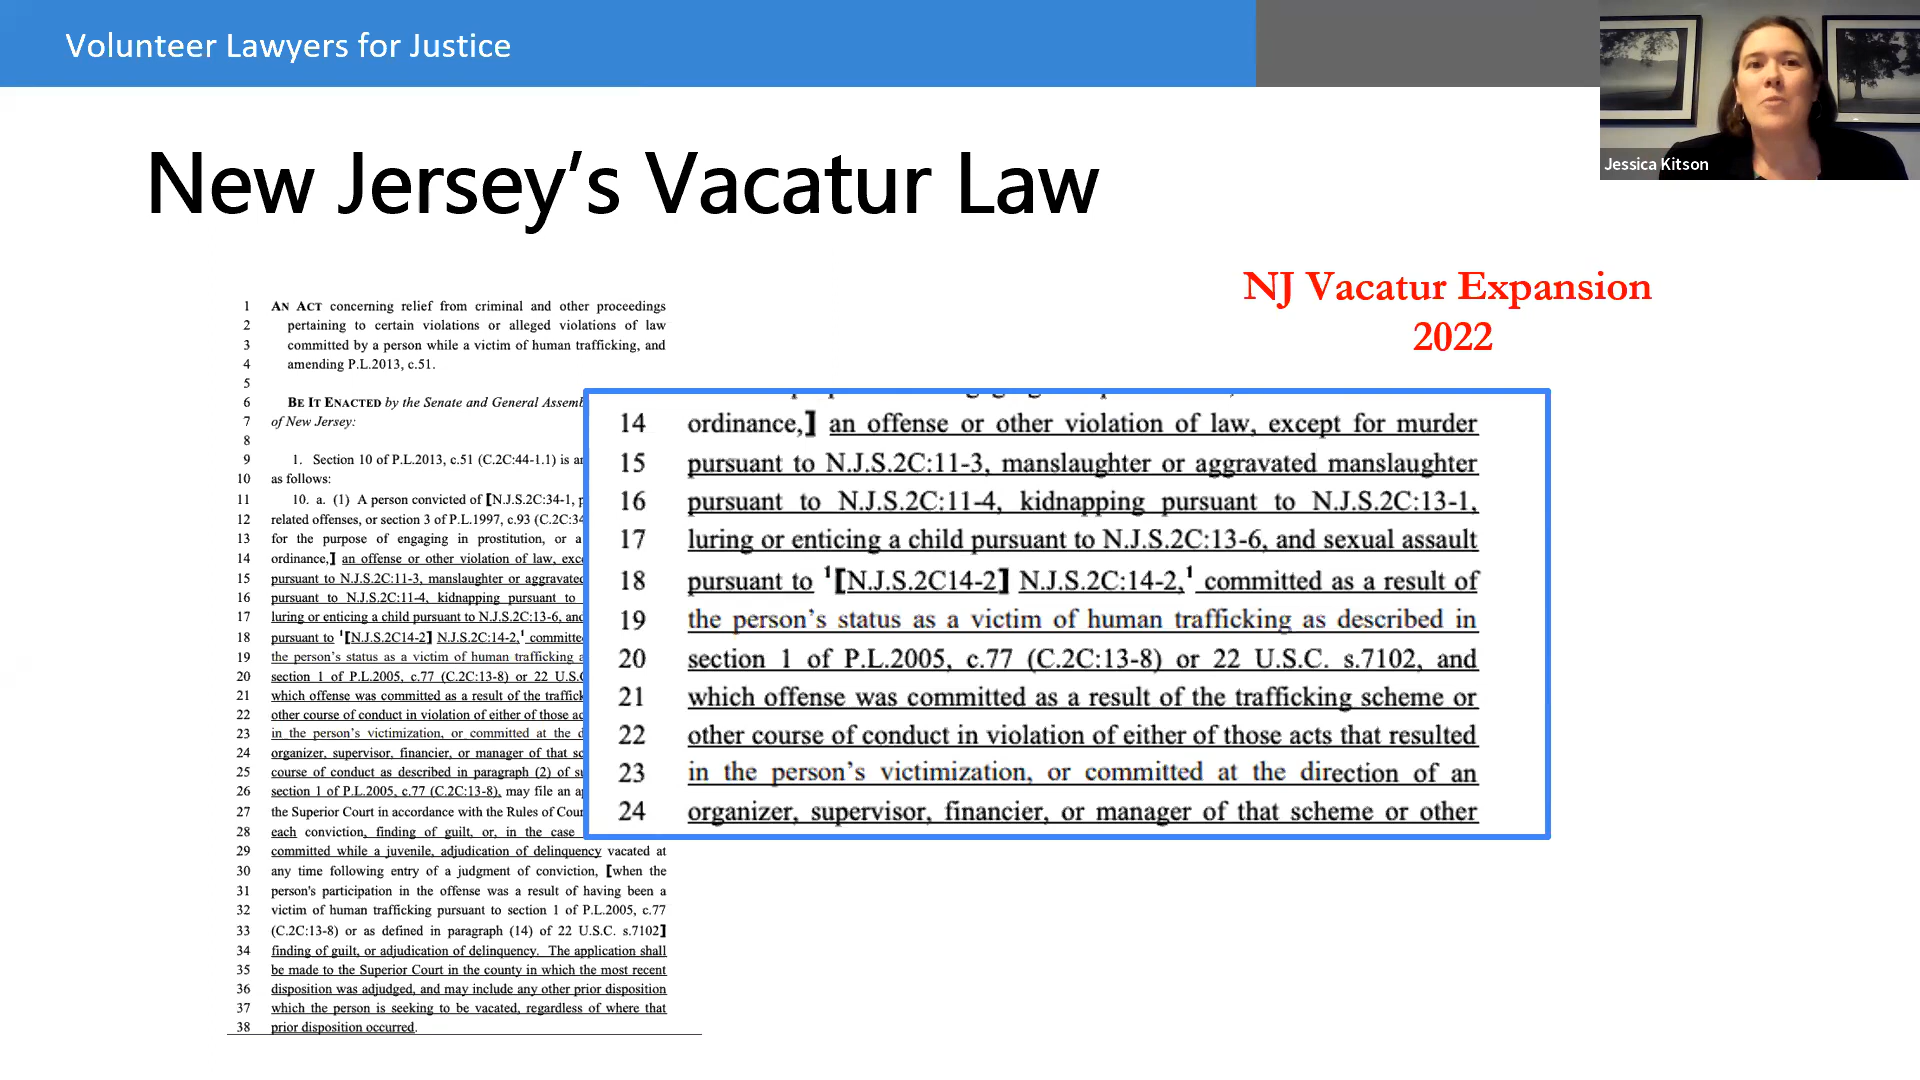 Volunteer Lawyers for Justice
Jessica Kitson
New Jersey’s Vacatur Law
NJ Vacatur Expansion
2022
1 AN ACT concerning relief from criminal and other proceedings
2 pertaining to certain violations or alleged violations of law
3 committed by a person while a victim of human trafficking, and
4 amending P.L.2013, c.51.
5
6 BE IT ENACTED by the Senate and General Assemb
7 of New Jersey:
8
9 1. Section 10 of P.L.2013, c.51 (C.2C:44-1.1) is
10 as follows:
11 10. a. (1) A person convicted of [N.J.S.2C:34-1,
12 related offenses, or section 3 of P.L.1997, c.93 (C.2C:34
13 for the purpose of engaging in prostitution, or a
14 ordinance,] an offense or other violation of law, exc
15 pursuant to N.J.S.2C:11-3, manslaughter or aggravated
16 pursuant to N.J.S.2C:11-4, kidnapping pursuant to
17 luring or enticing a child pursuant to N.J.S.2C:13-6, and
18 pursuant to ¹[N.J.S.2C14-2] N.J.S.2C:14-2,¹ committe
19 the person’s status as a victim of human trafficking a
20 section 1 of P.L.2005, c.77 (C.2C:13-8) or 22 U.S.C
21 which offense was committed as a result of the traffick
22 other course of conduct in violation of either of those ac
23 in the person’s victimization, or committed at the d
24 organizer, supervisor, financier, or manager of that sc
25 course of conduct as described in paragraph (2) of su
26 section 1 of P.L.2005, c.77 (C.2C:13-8), may file an a
27 the Superior Court in accordance with the Rules of Cour
28 each conviction, finding of guilt, or, in the case
29 committed while a juvenile, adjudication of delinquency vacated at
30 any time following entry of a judgment of conviction, [when the
31 person's participation in the offense was a result of having been a
32 victim of human trafficking pursuant to section 1 of P.L.2005, c.77
33 (C.2C:13-8) or as defined in paragraph (14) of 22 U.S.C. s.7102]
34 finding of guilt, or adjudication of delinquency. The application shall
35 be made to the Superior Court in the county in which the most recent
36 disposition was adjudged, and may include any other prior disposition
37 which the person is seeking to be vacated, regardless of where that
38 prior disposition occurred.
14 ordinance,] an offense or other violation of law, except for murder
15 pursuant to N.J.S.2C:11-3, manslaughter or aggravated manslaughter
16 pursuant to N.J.S.2C:11-4, kidnapping pursuant to N.J.S.2C:13-1,
17 luring or enticing a child pursuant to N.J.S.2C:13-6, and sexual assault
18 pursuant to ¹[N.J.S.2C14-2] N.J.S.2C:14-2,¹ committed as a result of
19 the person’s status as a victim of human trafficking as described in
20 section 1 of P.L.2005, c.77 (C.2C:13-8) or 22 U.S.C. s.7102, and
21 which offense was committed as a result of the trafficking scheme or
22 other course of conduct in violation of either of those acts that resulted
23 in the person’s victimization, or committed at the direction of an
24 organizer, supervisor, financier, or manager of that scheme or other